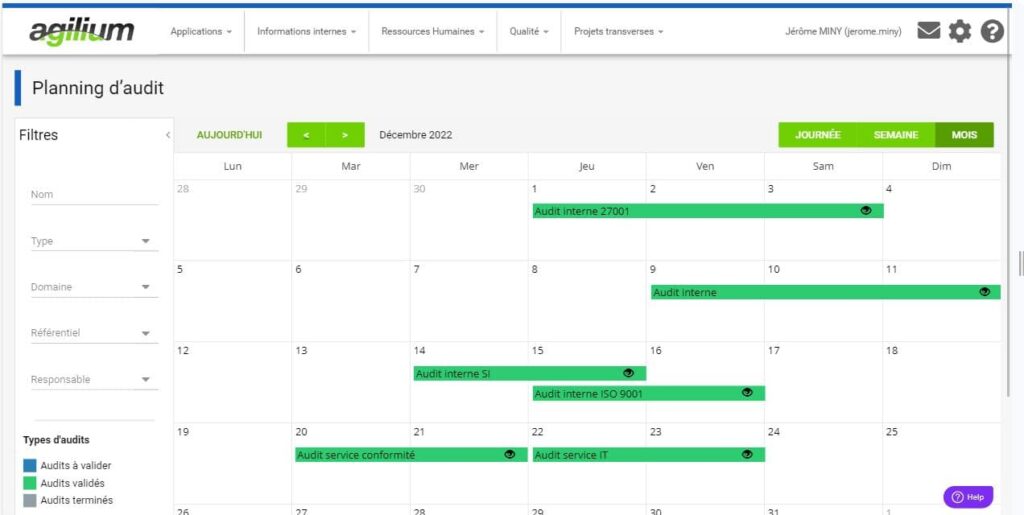 agilium Applications Informations internes Ressources Humaines Qualité Projets transverses Jérôme MINY (jerome.miny)
Planning d'audit
Filtres
AUJOURD'HUI < > Décembre 2022 JOURNÉE SEMAINE MOIS
Lun Mar Mer Jeu Ven Sam Dim
Nom
Type
Domaine
Référentiel
Responsable
Types d'audits
Audits à valider
Audits validés
Audits terminés
28 29 30 1 2 3 4
Audit interne 27001
5 6 7 8 9 10 11
Audit interne
12 13 14 15 16 17 18
Audit interne SI
Audit interne ISO 9001
19 20 21 22 23 24 25
Audit service conformité Audit service IT
26 27 28 29 30 31 1
? Help